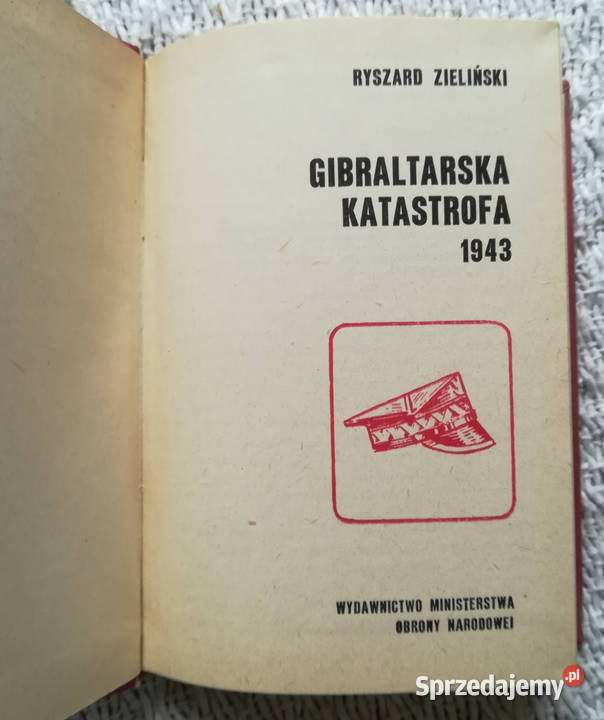 RYSZARD ZIELIŃSKI
GIBRALTARSKA
KATASTROFA
1943
WYDAWNICTWO MINISTERSTWA
OBRONY NARODOWEJ
Sprzedajemy.pl